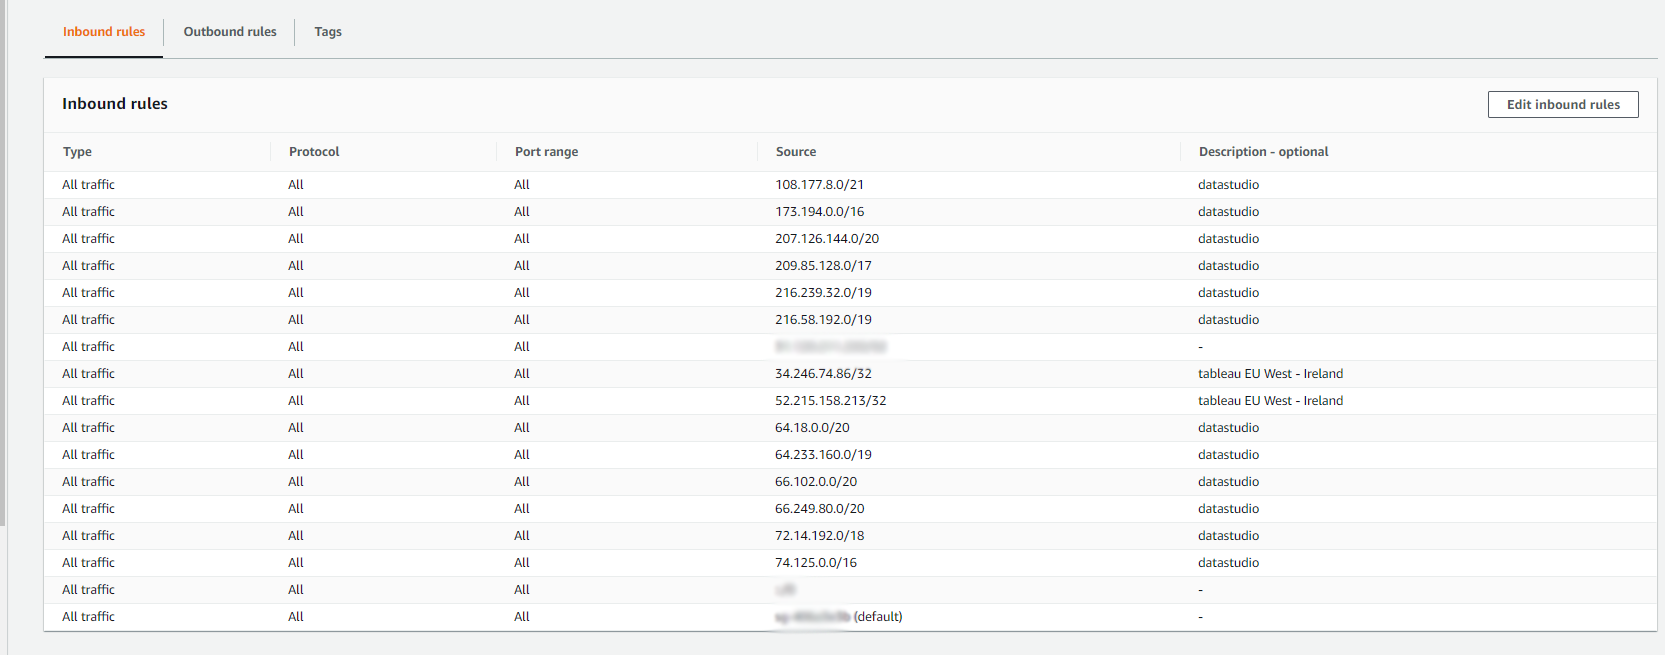 Inbound rules Outbound rules Tags
Inbound rules Edit inbound rules
Type Protocol Port range Source Description - optional
All traffic All All 108.177.8.0/21 datastudio
All traffic All All 173.194.0.0/16 datastudio
All traffic All All 207.126.144.0/20 datastudio
All traffic All All 209.85.128.0/17 datastudio
All traffic All All 216.239.32.0/19 datastudio
All traffic All All 216.58.192.0/19 datastudio
All traffic All All -
All traffic All All 34.246.74.86/32 tableau EU West - Ireland
All traffic All All 52.215.158.213/32 tableau EU West - Ireland
All traffic All All 64.18.0.0/20 datastudio
All traffic All All 64.233.160.0/19 datastudio
All traffic All All 66.102.0.0/20 datastudio
All traffic All All 66.249.80.0/20 datastudio
All traffic All All 72.14.192.0/18 datastudio
All traffic All All 74.125.0.0/16 datastudio
All traffic All All -
All traffic All All (default) -